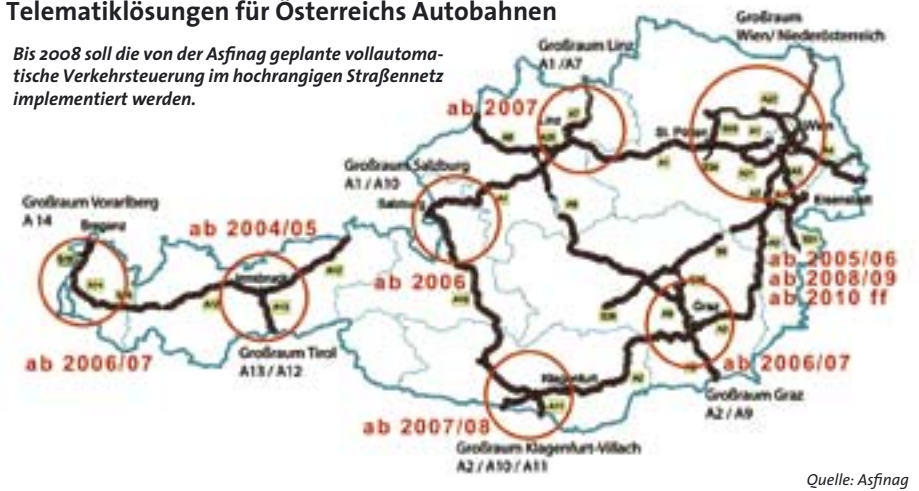 Telematiklösungen für Österreichs Autobahnen
Bis 2008 soll die von der Asfinag geplante vollautoma-
tische Verkehrsteuerung im hochrangigen Straßennetz
implementiert werden.
Großraum
Wien/ Niederösterreich
Großraum Linz
A1 /A7
ab 2007
Linz
St. Pölten
Wien
Eisenstadt
Großraum Salzburg
A1 / A10
Salzburg
Großraum Vorarlberg
A 14
Bregenz
ab 2004/05
Innsbruck
ab 2006
ab 2005/06
ab 2008/09
ab 2010 ff
Graz
ab 2006/07
Großraum Tirol
A13 / A12
ab 2006/07
Klagenfurt
Großraum Graz
A2 / A9
ab 2007/08
Großraum Klagenfurt-Villach
A2 / A10 / A11
Quelle: Asfinag